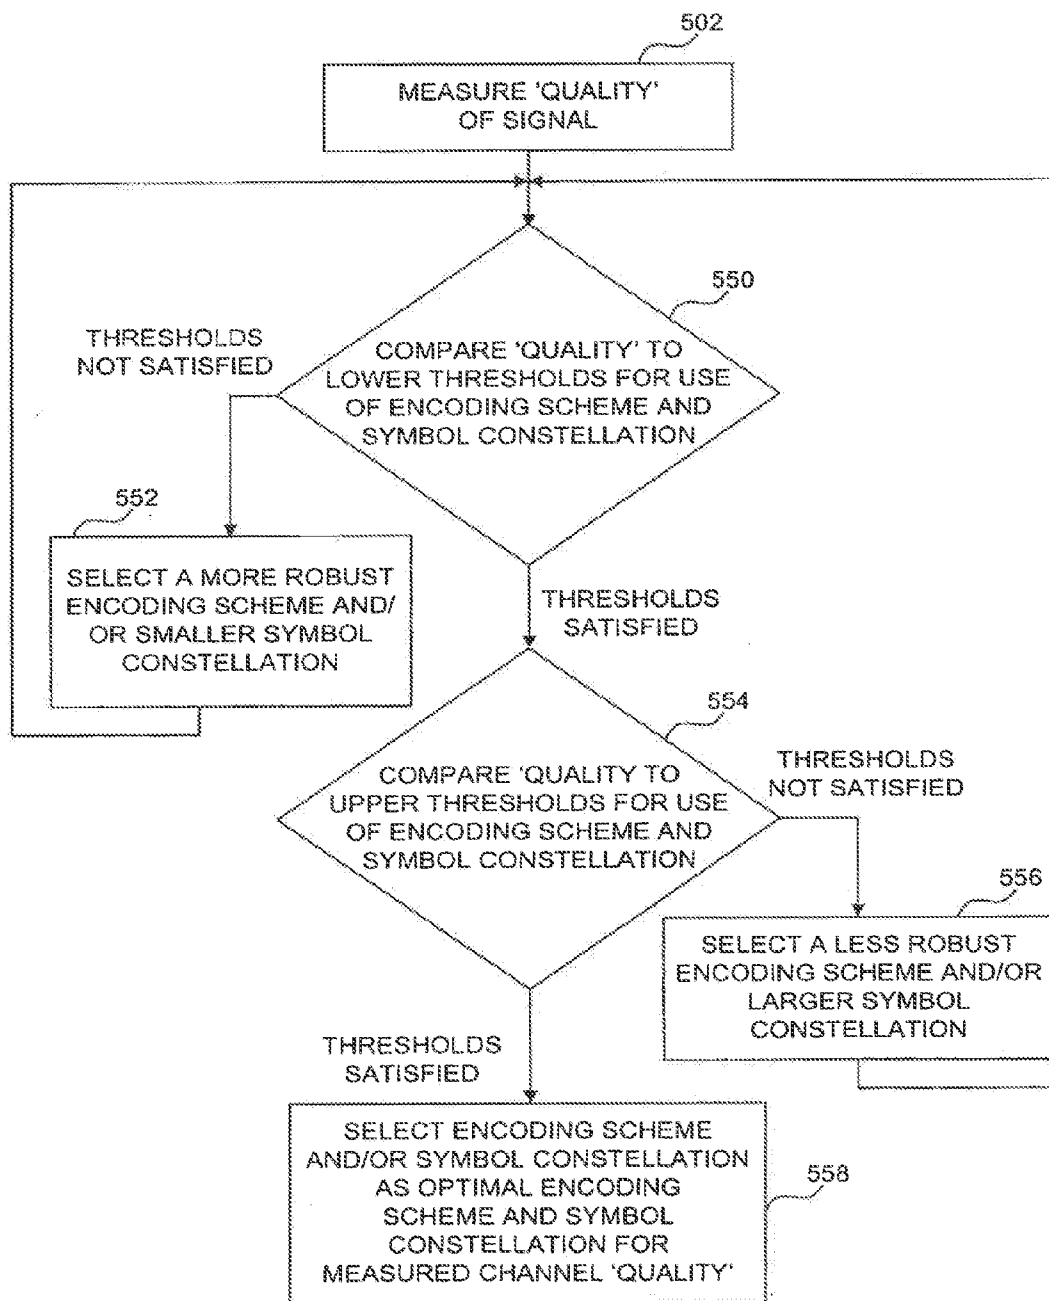 502
MEASURE 'QUALITY'
OF SIGNAL
550
THRESHOLDS
NOT SATISFIED
COMPARE 'QUALITY' TO
LOWER THRESHOLDS FOR USE
OF ENCODING SCHEME AND
SYMBOL CONSTELLATION
552
SELECT A MORE ROBUST
ENCODING SCHEME AND/
OR SMALLER SYMBOL
CONSTELLATION
THRESHOLDS
SATISFIED
554
THRESHOLDS
NOT SATISFIED
COMPARE 'QUALITY TO
UPPER THRESHOLDS FOR USE
OF ENCODING SCHEME AND
SYMBOL CONSTELLATION
556
SELECT A LESS ROBUST
ENCODING SCHEME AND/OR
LARGER SYMBOL
CONSTELLATION
THRESHOLDS
SATISFIED
SELECT ENCODING SCHEME
AND/OR SYMBOL CONSTELLATION
AS OPTIMAL ENCODING
SCHEME AND SYMBOL
CONSTELLATION FOR
MEASURED CHANNEL 'QUALITY'
558